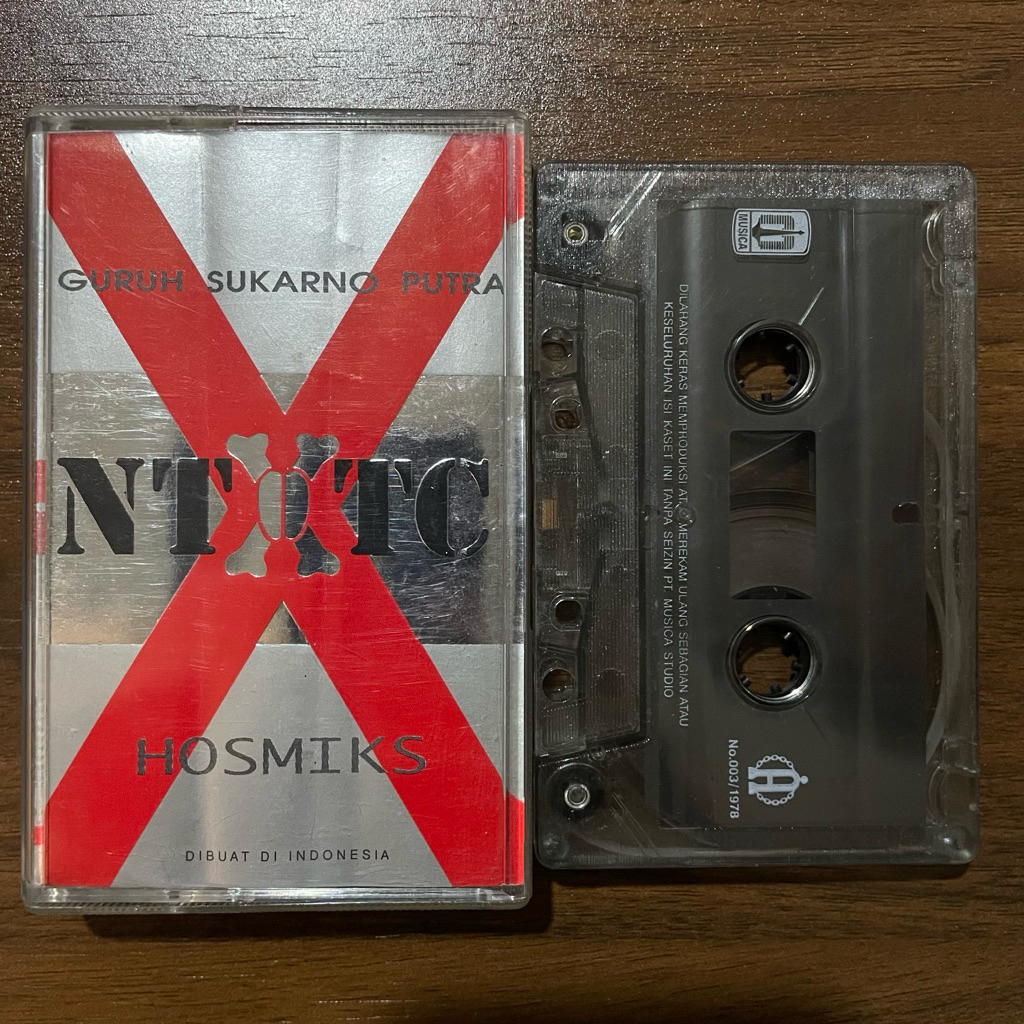 GURUH SUKARNO PUTRA
NTXTC
HOSMIKS
DIBUAT DI INDONESIA
MUSICA
DILARANG KERAS MEMPRODUKSI ATAU MEREKAM ULANG SEBAGIAN ATAU
KESELURUHAN ISI KASET INI TANPA SEIZIN PT. MUSICA STUDIO
No.003/1978
H